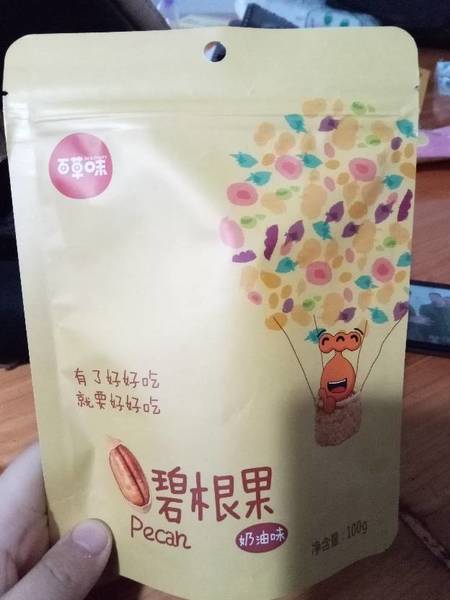 百草味
有了好好吃
就要好好吃
碧根果
Pecan
奶油味
净含量：100g